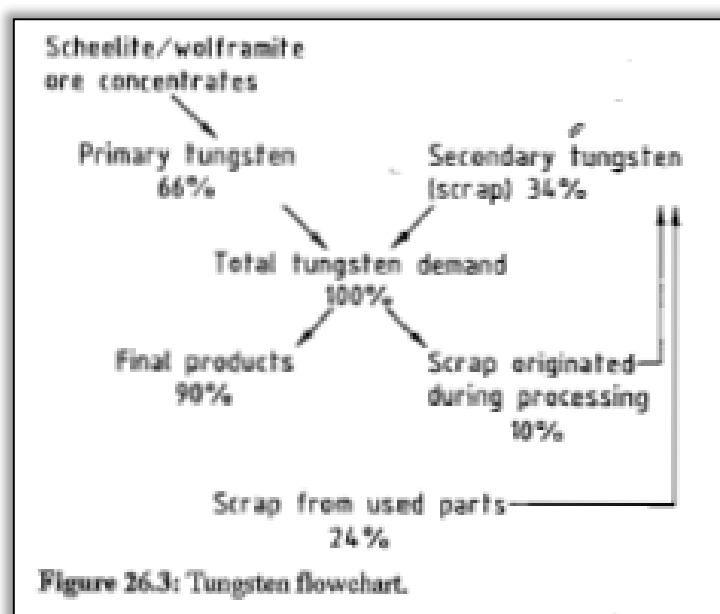 Scheelite/wolframite
ore concentrates
Primary tungsten
66%
Secondary tungsten
(scrap) 34%
Total tungsten demand
100%
Final products
90%
Scrap originated
during processing
10%
Scrap from used parts
24%
Figure 26.3: Tungsten flowchart.